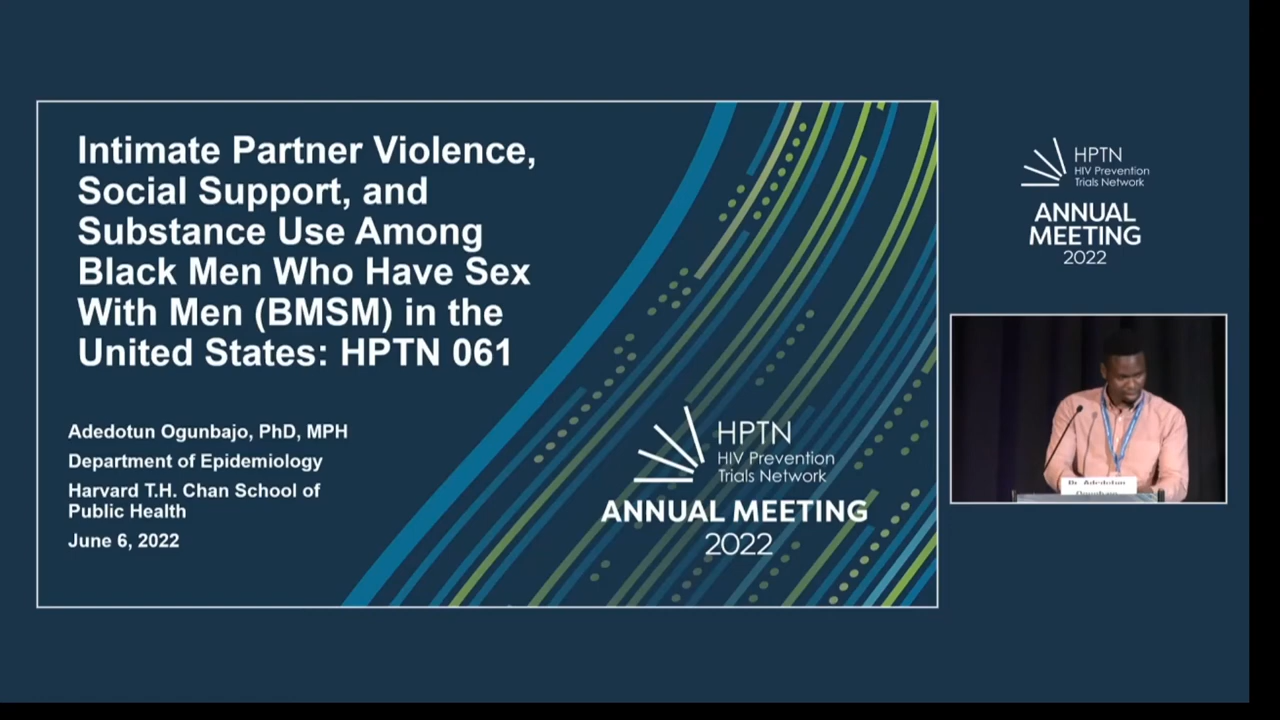 Intimate Partner Violence,
Social Support, and
Substance Use Among
Black Men Who Have Sex
With Men (BMSM) in the
United States: HPTN 061
Adedotun Ogunbajo, PhD, MPH
Department of Epidemiology
Harvard T.H. Chan School of
Public Health
June 6, 2022
HPTN
HIV Prevention
Trials Network
ANNUAL MEETING
2022
HPTN
HIV Prevention
Trials Network
ANNUAL
MEETING
2022
Dr. Adedotun